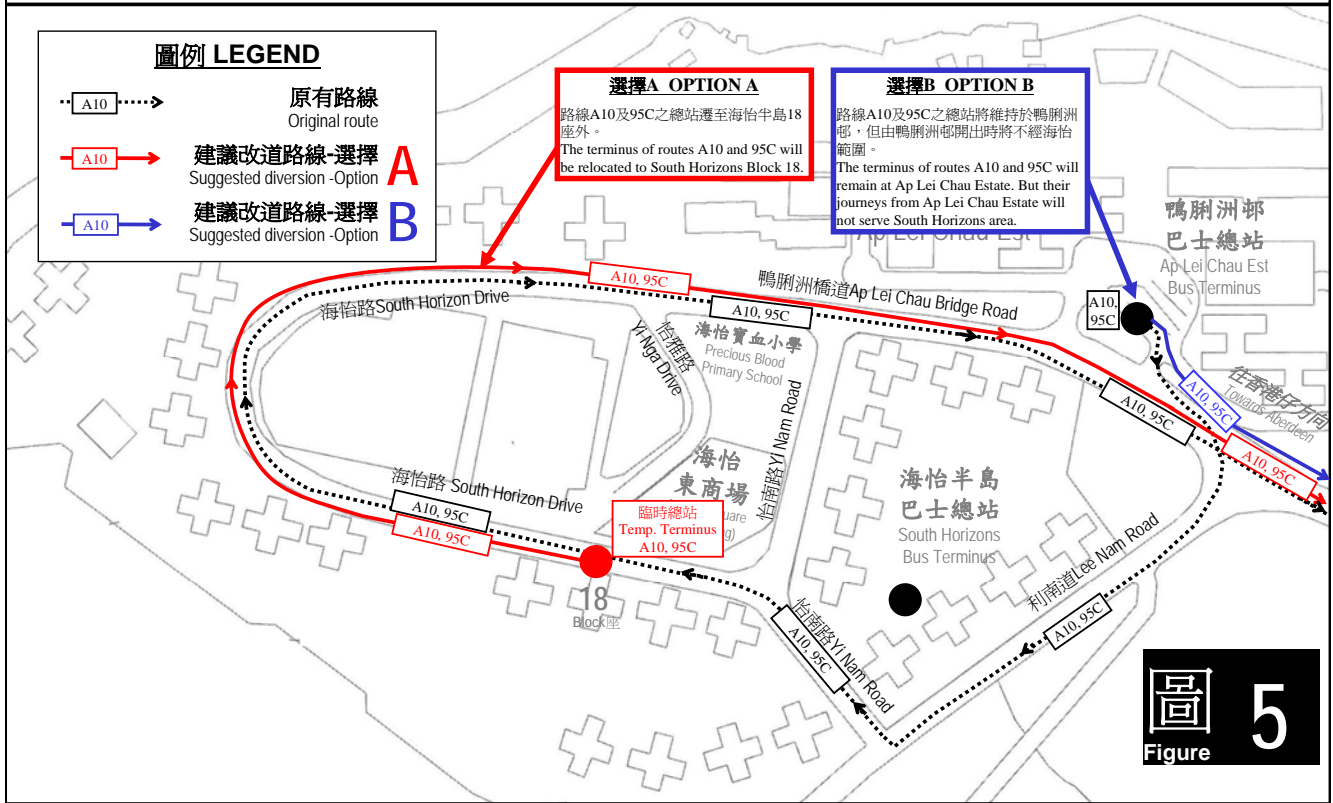 圖例 LEGEND
A10
原有路線
Original route
A10
建議改道路線-選擇 A
Suggested diversion -Option
A10
建議改道路線-選擇 B
Suggested diversion -Option
選擇A OPTION A
路線A10及95C之總站遷至海怡半島18
座外。
The terminus of routes A10 and 95C will
be relocated to South Horizons Block 18.
選擇B OPTION B
路線A10及95C之總站將維持於鴨脷洲
邨，但由鴨脷洲邨開出時將不經海怡
範圍。
The terminus of routes A10 and 95C will
remain at Ap Lei Chau Estate. But their
journeys from Ap Lei Chau Estate will
not serve South Horizons area.
Ap Lei Chau Est
鴨脷洲邨
巴士總站
Ap Lei Chau Est
Bus Terminus
A10,
95C
A10, 95C
鴨脷洲橋道Ap Lei Chau Bridge Road
海怡路South Horizon Drive
A10, 95C
怡雅路
Yi Nga Drive
海怡寶血小學
Precious Blood
Primary School
往香港仔方向
Towards Aberdeen
A10, 95C
A10, 95C
A10, 95C
怡南路Yi Nam Road
海怡
東商場
uare
g)
海怡路 South Horizon Drive
A10, 95C
A10, 95C
臨時總站
Temp. Terminus
A10, 95C
18
Block座
海怡半島
巴士總站
South Horizons
Bus Terminus
利南道Lee Nam Road
A10, 95C
怡南路Yi Nam Road
A10, 95C
圖
Figure
5